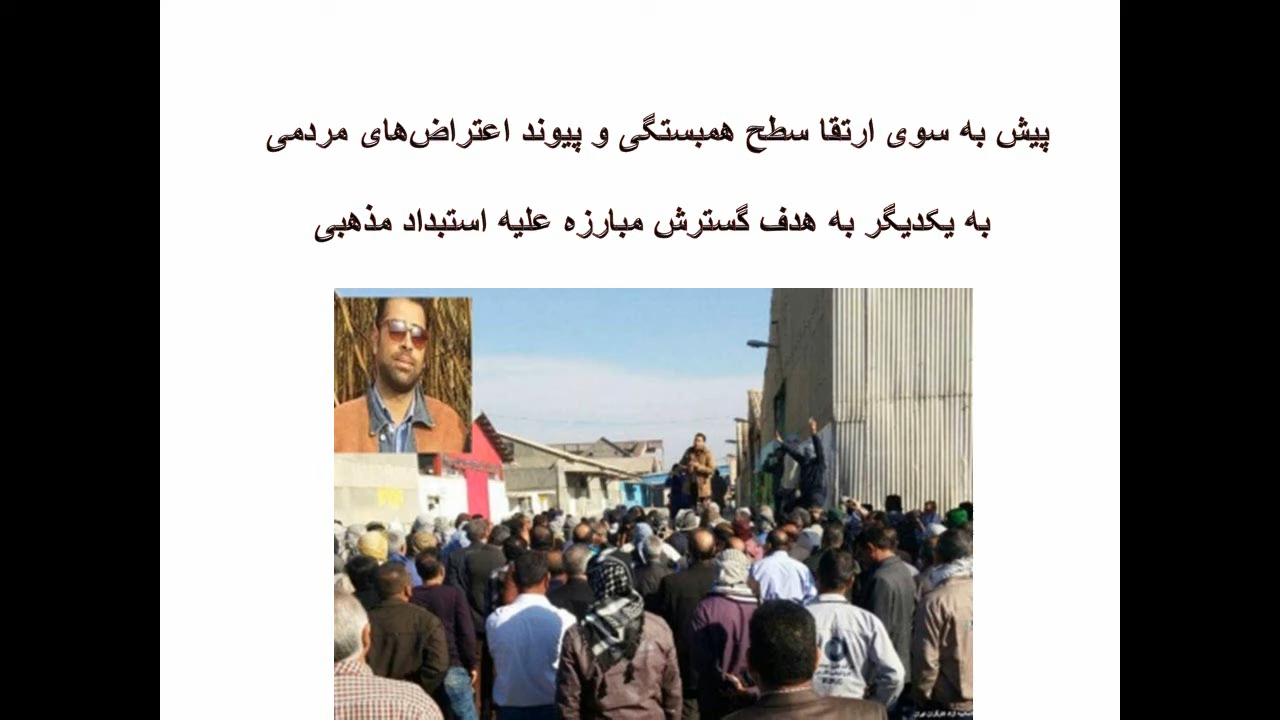 پیش به سوی ارتقا سطح همبستگی و پیوند اعتراض‌های مردمی
به یکدیگر به هدف گسترش مبارزه علیه استبداد مذهبی